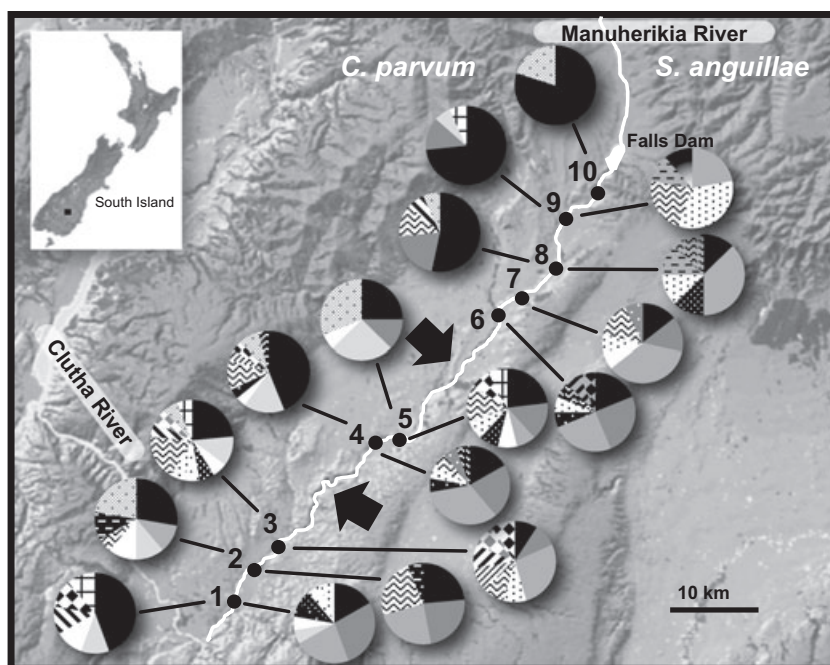 Manuherikia River
C. parvum
S. anguillae
South Island
Falls Dam
10
9
8
7
6
5
4
3
2
1
Clutha River
10 km